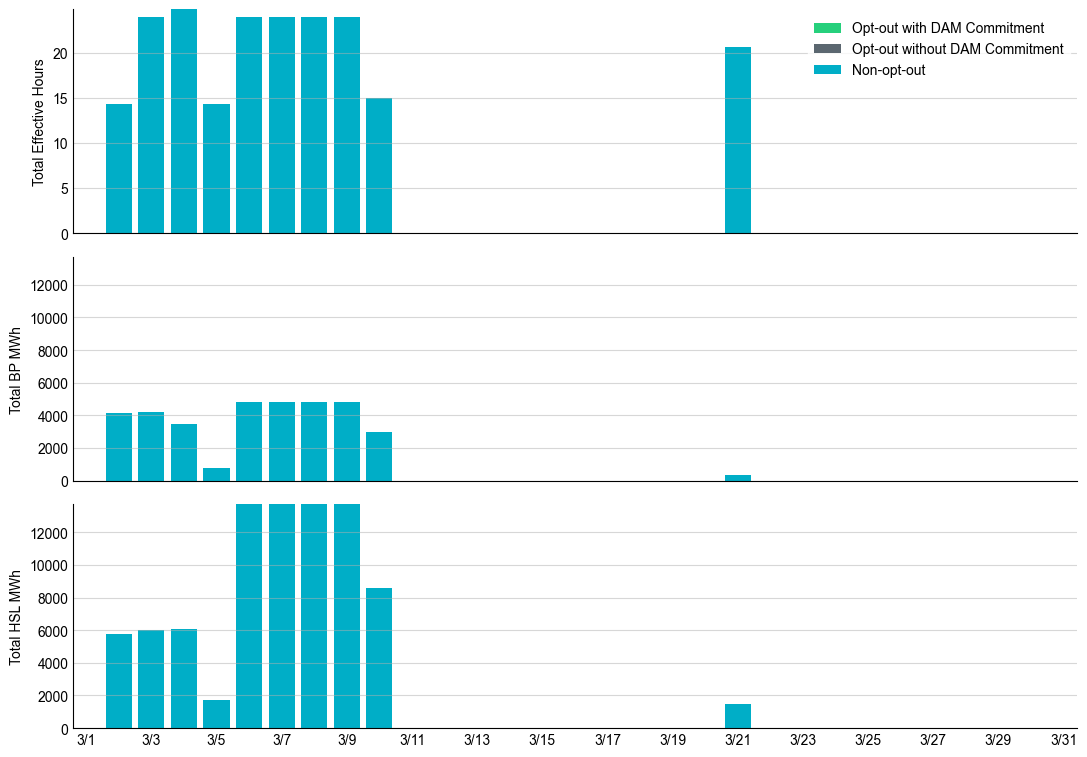 Opt-out with DAM Commitment
Opt-out without DAM Commitment
Non-opt-out
Total Effective Hours
20
15
10
5
0
Total BP MWh
12000
10000
8000
6000
4000
2000
0
Total HSL MWh
12000
10000
8000
6000
4000
2000
0
3/1 3/3 3/5 3/7 3/9 3/11 3/13 3/15 3/17 3/19 3/21 3/23 3/25 3/27 3/29 3/31